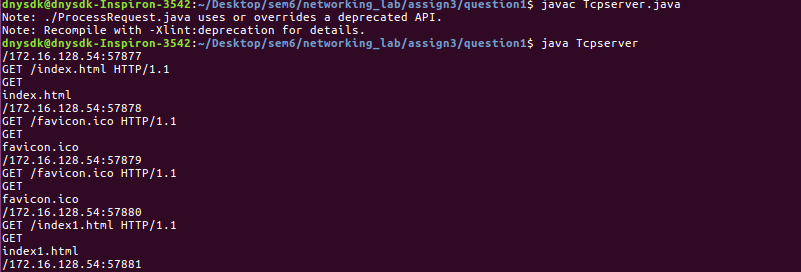 dnysdk@dnysdk-Inspiron-3542:~/Desktop/sem6/networking_lab/assign3/question1$ javac Tcpserver.java
Note: ./ProcessRequest.java uses or overrides a deprecated API.
Note: Recompile with -Xlint:deprecation for details.
dnysdk@dnysdk-Inspiron-3542:~/Desktop/sem6/networking_lab/assign3/question1$ java Tcpserver
/172.16.128.54:57877
GET /index.html HTTP/1.1
GET
index.html
/172.16.128.54:57878
GET /favicon.ico HTTP/1.1
GET
favicon.ico
/172.16.128.54:57879
GET /favicon.ico HTTP/1.1
GET
favicon.ico
/172.16.128.54:57880
GET /index1.html HTTP/1.1
GET
index1.html
/172.16.128.54:57881